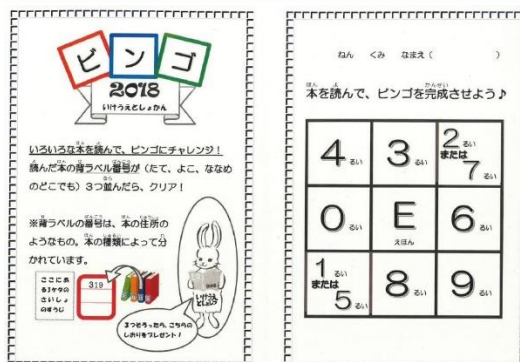 ビンゴ
2018
いけうえとしょかん
いろいろな本を読んで、ビンゴにチャレンジ！
読んだ本の背ラベル番号が（たて、よこ、ななめ
のどこでも）３つ並んだら、クリア！
※背ラベルの番号は、本の住所の
ようなもの。本の種類によって分
かれています。
ここにあ
る3ケタの
さいしょ
のすうじ
319
いけうえ
としょしつ
３つそろったら、こちらの
しおりをプレゼント！
ねん くみ なまえ（ ）
本を読んで、ビンゴを完成させよう♪
4るい 3るい 2るい または 7るい
0るい E えほん 6るい
1るい または 5るい 8るい 9るい